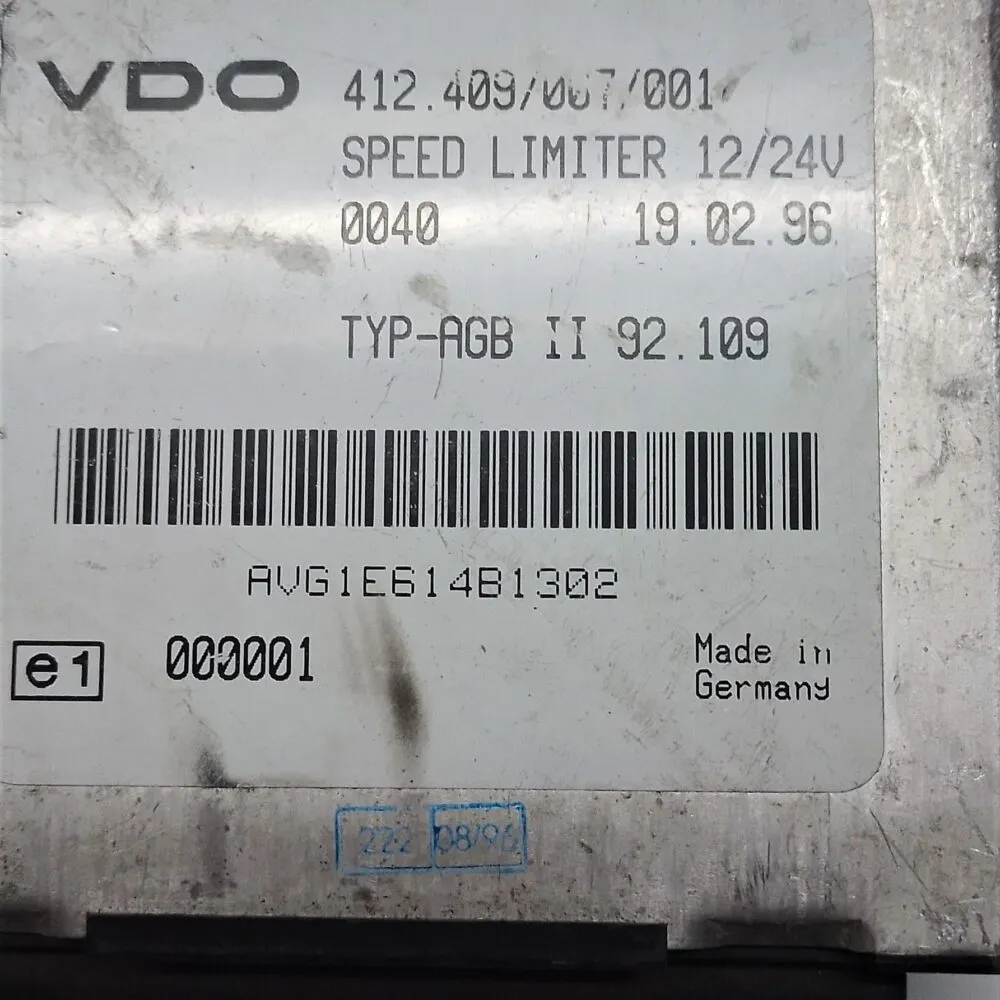 VDO 412.409/007/001
SPEED LIMITER 12/24V
0040 19.02.96
TYP-AGB II 92.109
AVG1E614B1302
e1 000001
Made in
Germany
222 08/96